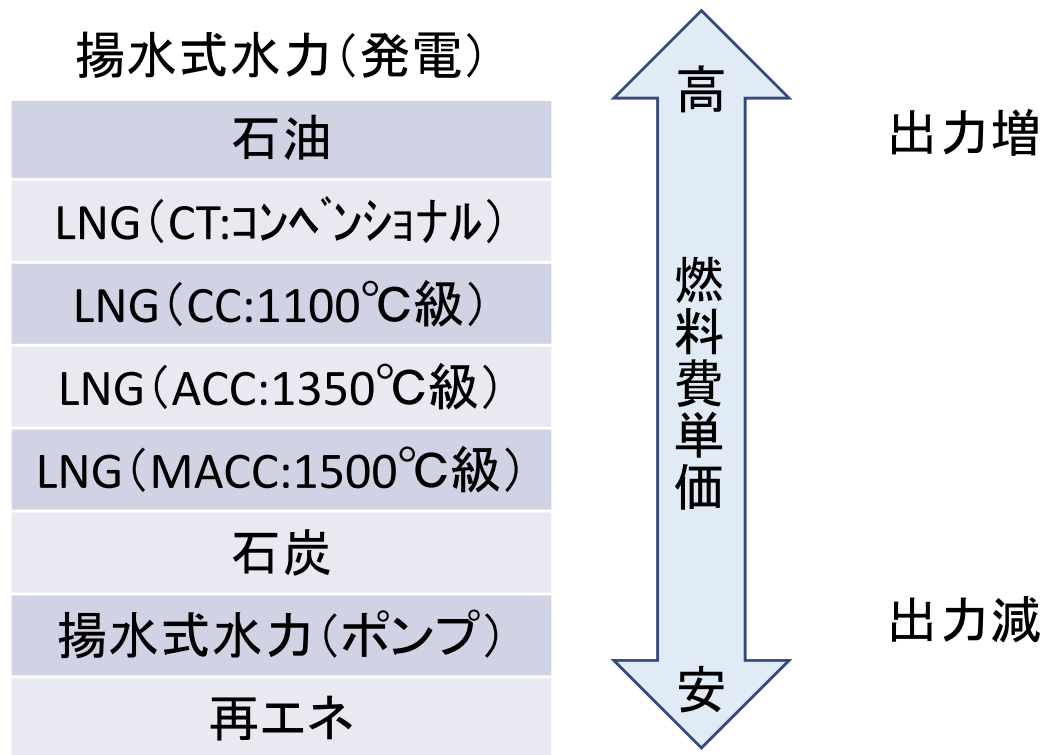 揚水式水力（発電）
石油
LNG（CT:ｺﾝﾍﾞﾝｼｮﾅﾙ）
LNG（CC:1100℃級）
LNG（ACC:1350℃級）
LNG（MACC:1500℃級）
石炭
揚水式水力（ポンプ）
再エネ
高
燃料費単価
安
出力増
出力減